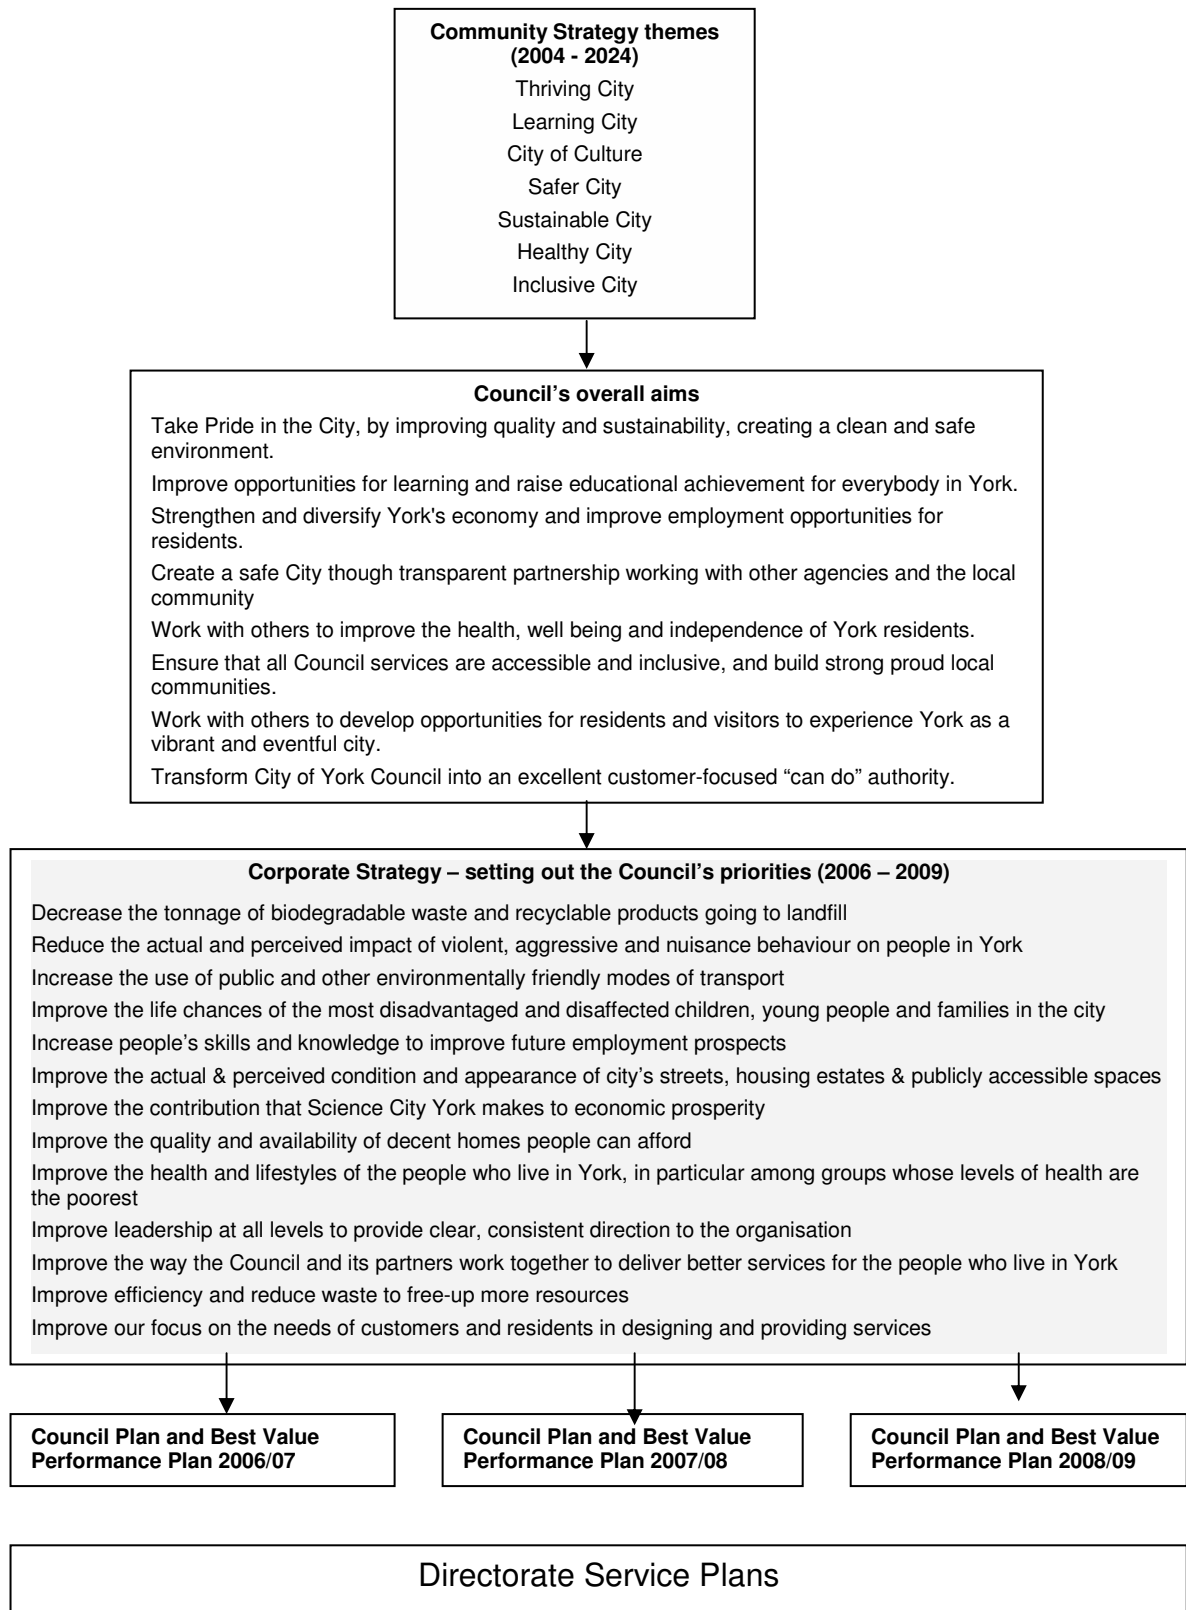 Community Strategy themes
(2004 - 2024)
Thriving City
Learning City
City of Culture
Safer City
Sustainable City
Healthy City
Inclusive City
Council’s overall aims
Take Pride in the City, by improving quality and sustainability, creating a clean and safe
environment.
Improve opportunities for learning and raise educational achievement for everybody in York.
Strengthen and diversify York's economy and improve employment opportunities for
residents.
Create a safe City though transparent partnership working with other agencies and the local
community
Work with others to improve the health, well being and independence of York residents.
Ensure that all Council services are accessible and inclusive, and build strong proud local
communities.
Work with others to develop opportunities for residents and visitors to experience York as a
vibrant and eventful city.
Transform City of York Council into an excellent customer-focused “can do” authority.
Corporate Strategy – setting out the Council’s priorities (2006 – 2009)
Decrease the tonnage of biodegradable waste and recyclable products going to landfill
Reduce the actual and perceived impact of violent, aggressive and nuisance behaviour on people in York
Increase the use of public and other environmentally friendly modes of transport
Improve the life chances of the most disadvantaged and disaffected children, young people and families in the city
Increase people’s skills and knowledge to improve future employment prospects
Improve the actual & perceived condition and appearance of city’s streets, housing estates & publicly accessible spaces
Improve the contribution that Science City York makes to economic prosperity
Improve the quality and availability of decent homes people can afford
Improve the health and lifestyles of the people who live in York, in particular among groups whose levels of health are
the poorest
Improve leadership at all levels to provide clear, consistent direction to the organisation
Improve the way the Council and its partners work together to deliver better services for the people who live in York
Improve efficiency and reduce waste to free-up more resources
Improve our focus on the needs of customers and residents in designing and providing services
Council Plan and Best Value
Performance Plan 2006/07
Council Plan and Best Value
Performance Plan 2007/08
Council Plan and Best Value
Performance Plan 2008/09
Directorate Service Plans